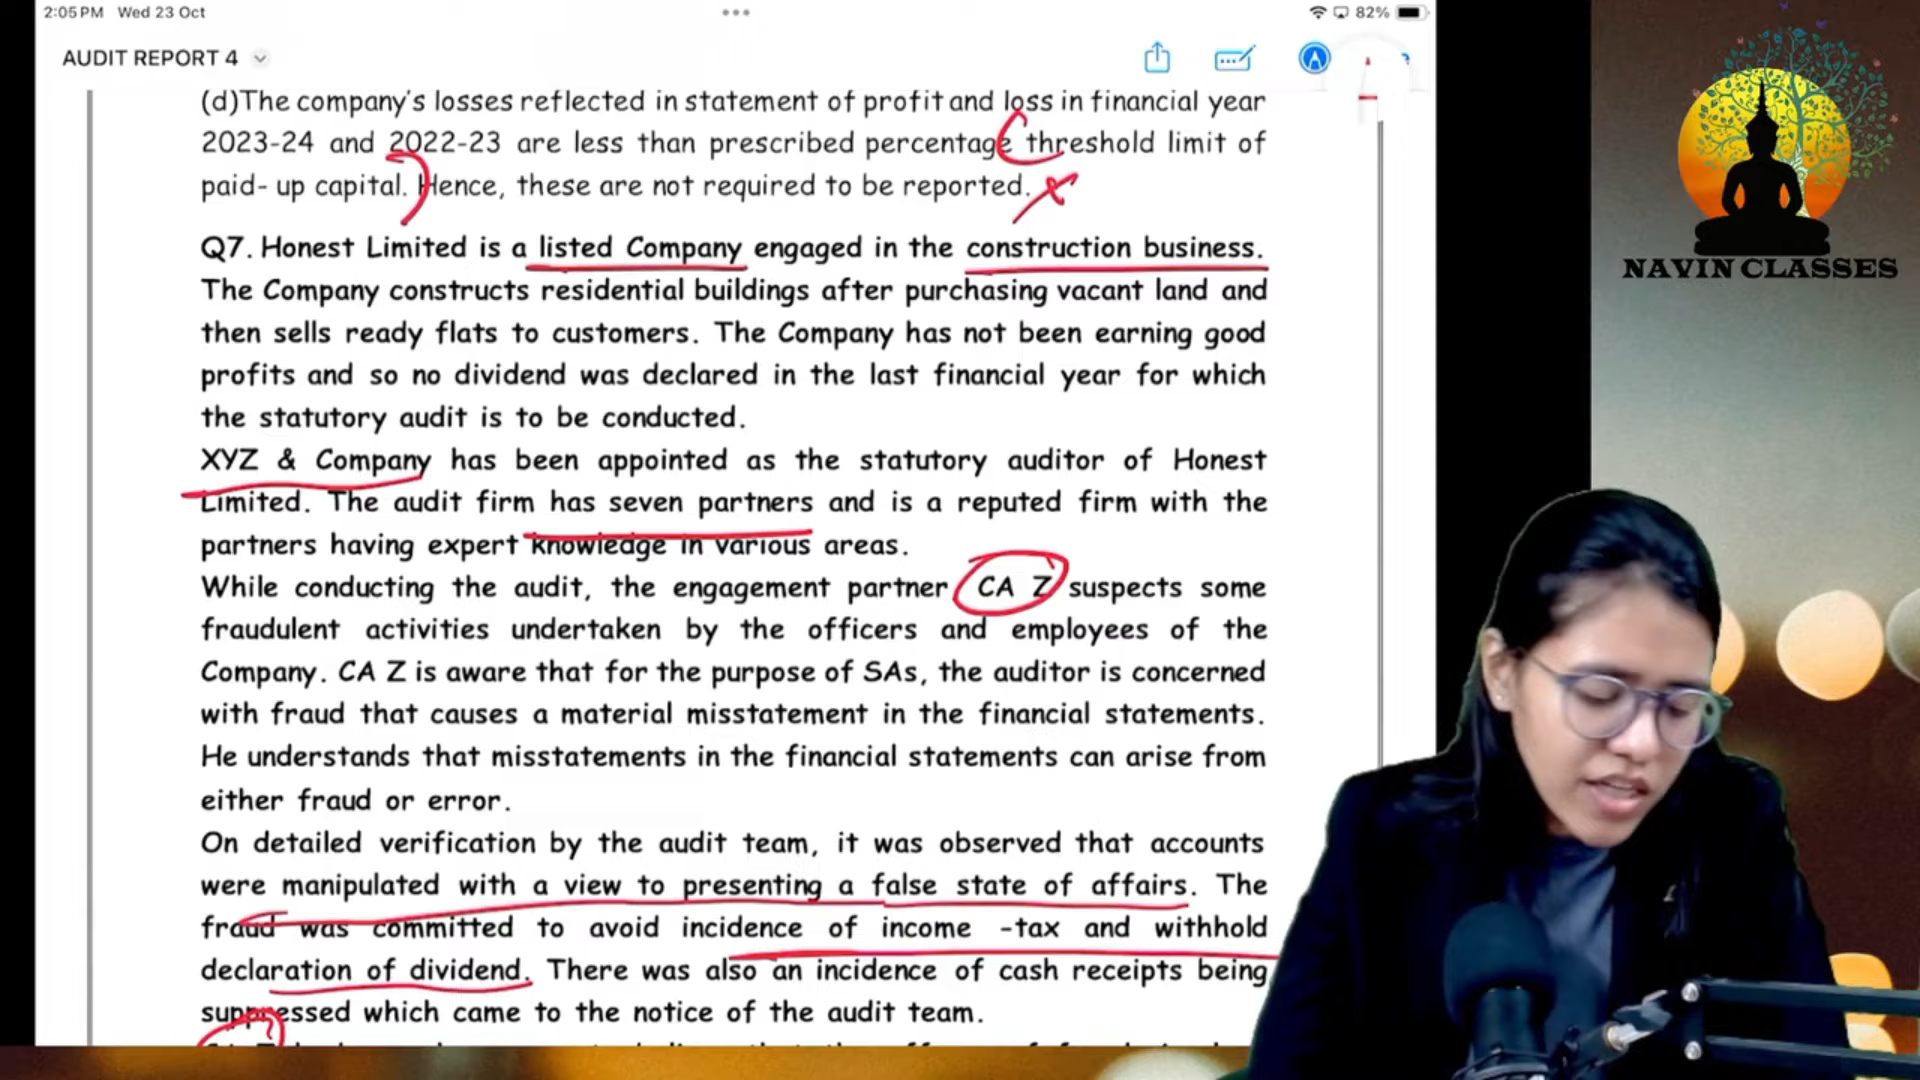 2:05 PM Wed 23 Oct
82%
AUDIT REPORT 4
(d)The company's losses reflected in statement of profit and loss in financial year
2023-24 and 2022-23 are less than prescribed percentage threshold limit of
paid- up capital. Hence, these are not required to be reported.
Q7. Honest Limited is a listed Company engaged in the construction business.
The Company constructs residential buildings after purchasing vacant land and
then sells ready flats to customers. The Company has not been earning good
profits and so no dividend was declared in the last financial year for which
the statutory audit is to be conducted.
XYZ & Company has been appointed as the statutory auditor of Honest
Limited. The audit firm has seven partners and is a reputed firm with the
partners having expert knowledge in various areas.
While conducting the audit, the engagement partner CA Z suspects some
fraudulent activities undertaken by the officers and employees of the
Company. CA Z is aware that for the purpose of SAs, the auditor is concerned
with fraud that causes a material misstatement in the financial statements.
He understands that misstatements in the financial statements can arise from
either fraud or error.
On detailed verification by the audit team, it was observed that accounts
were manipulated with a view to presenting a false state of affairs. The
fraud was committed to avoid incidence of income -tax and withhold
declaration of dividend. There was also an incidence of cash receipts being
suppressed which came to the notice of the audit team.
NAVIN CLASSES